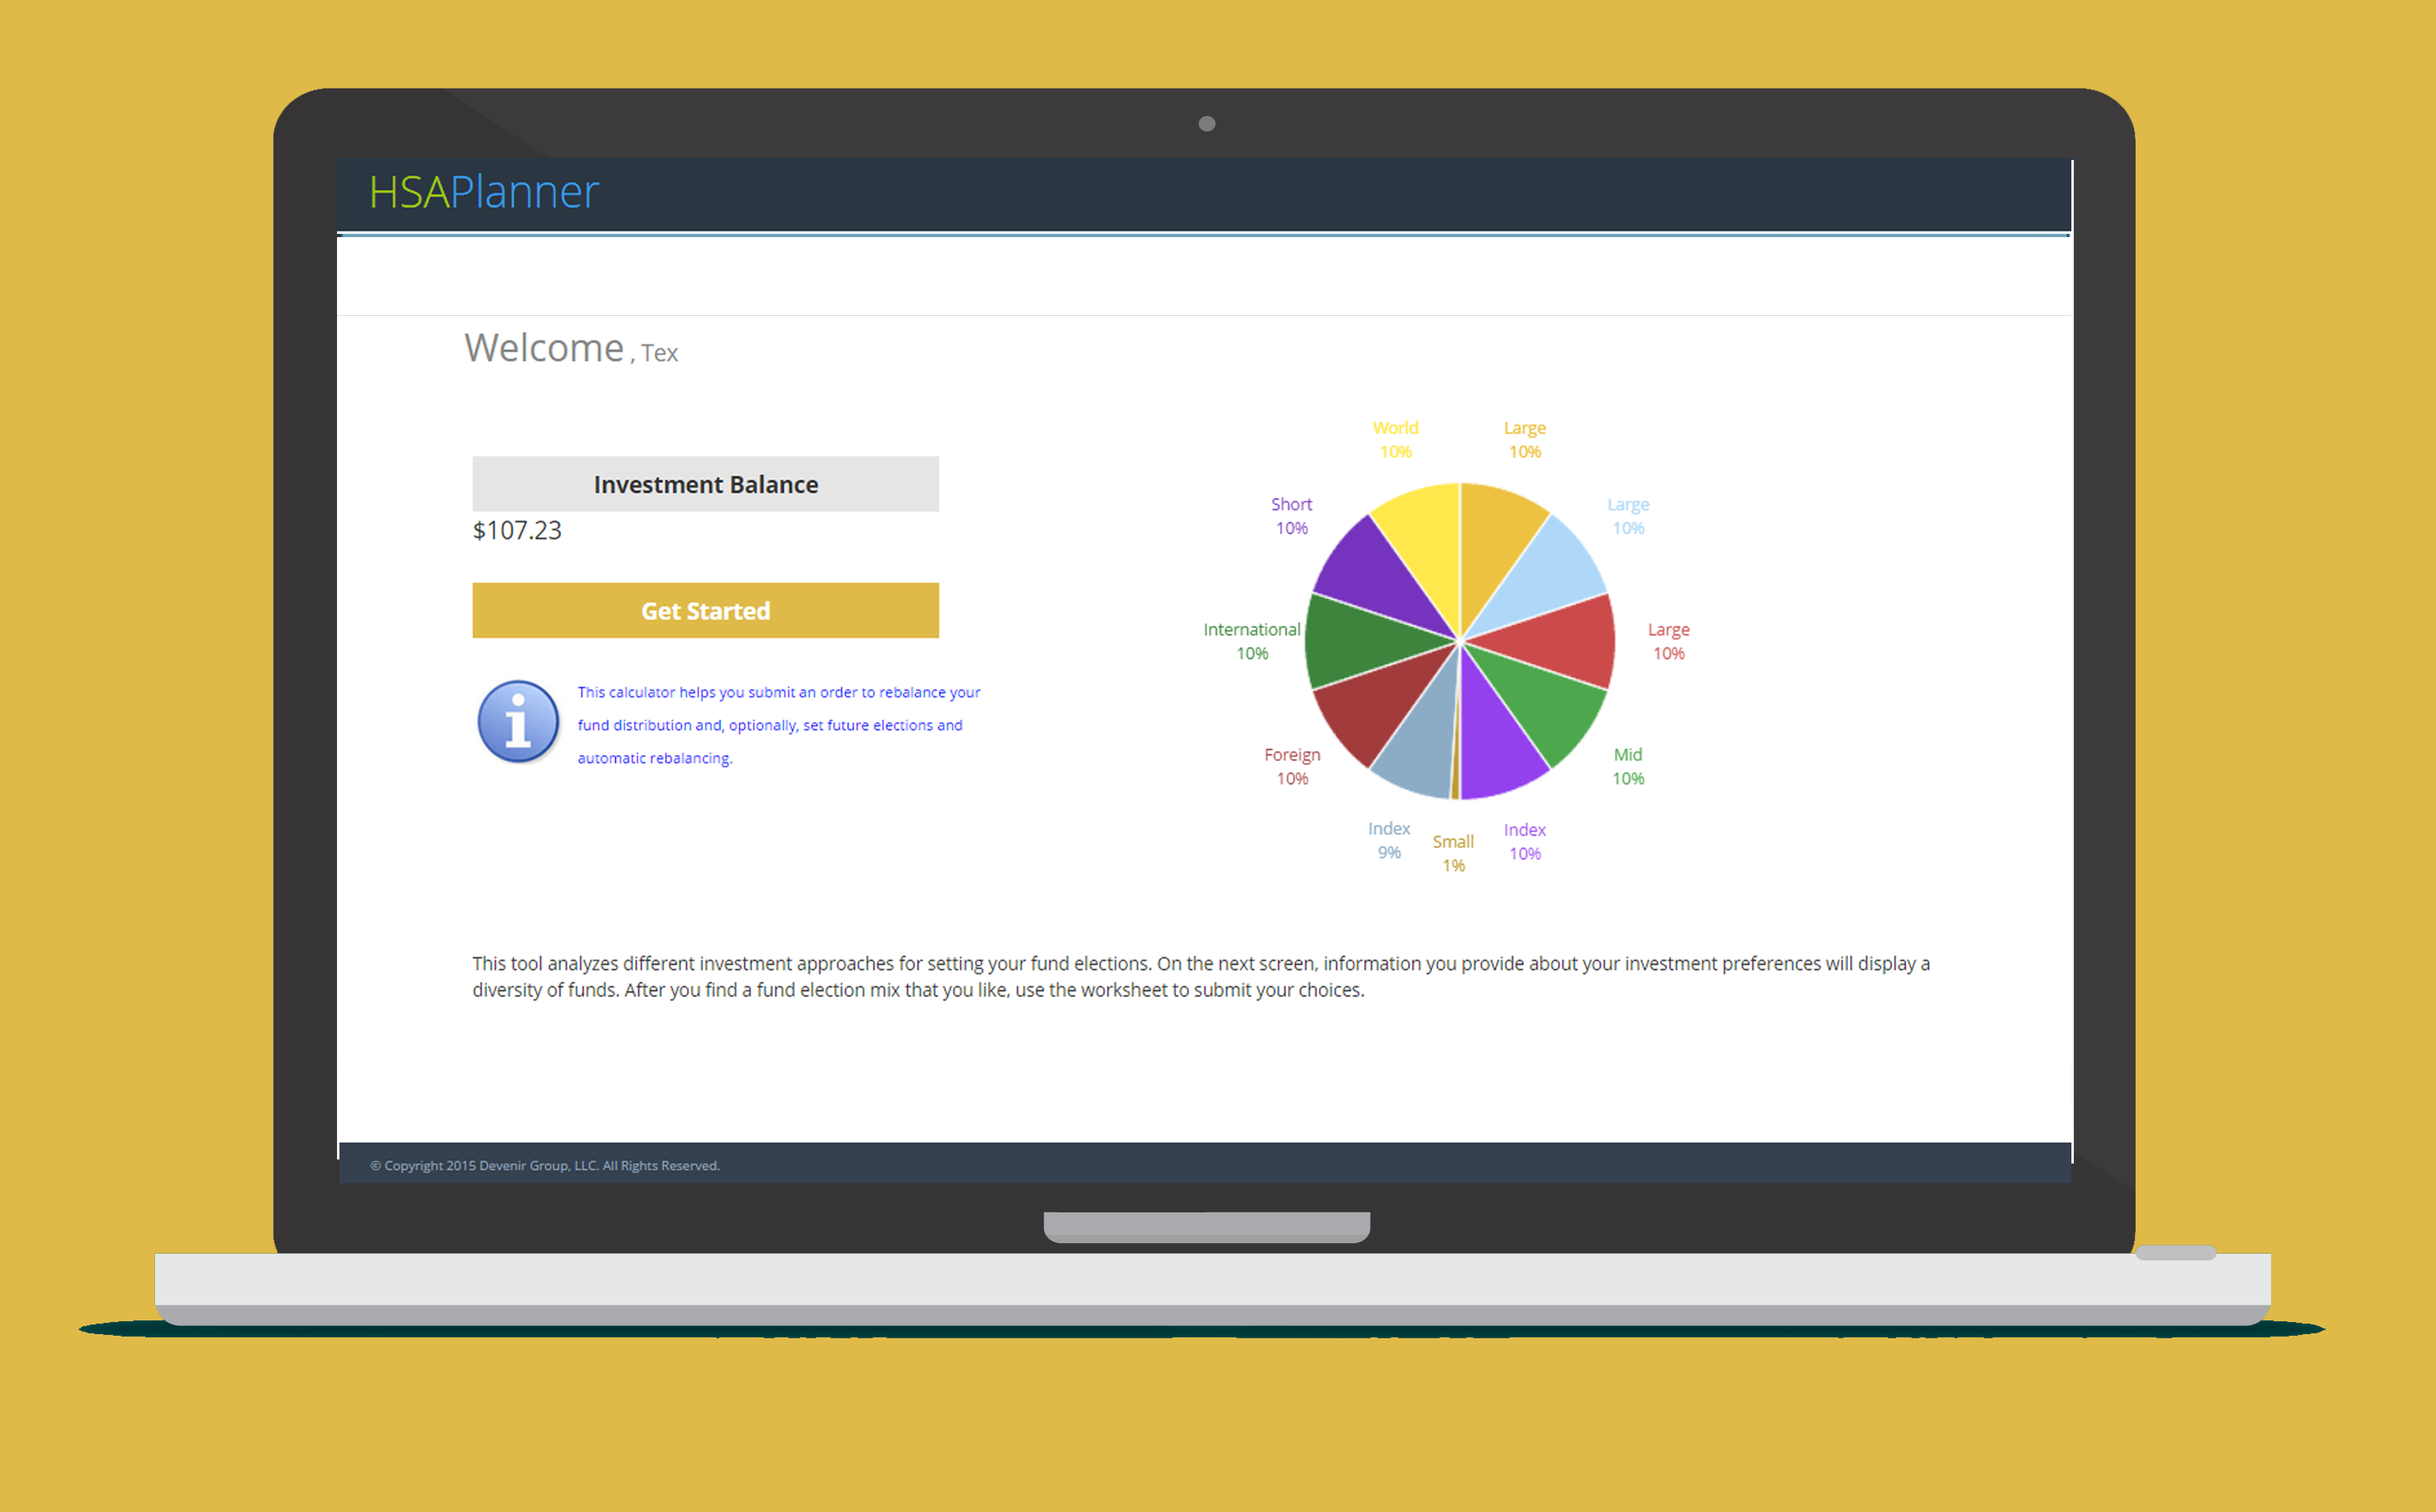 HSAPlanner
Welcome , Tex
Investment Balance
$107.23
Get Started
This calculator helps you submit an order to rebalance your
fund distribution and, optionally, set future elections and
automatic rebalancing.
World
10%
Large
10%
Large
10%
Large
10%
Mid
10%
Index
10%
Small
1%
Index
9%
Foreign
10%
International
10%
Short
10%
This tool analyzes different investment approaches for setting your fund elections. On the next screen, information you provide about your investment preferences will display a
diversity of funds. After you find a fund election mix that you like, use the worksheet to submit your choices.
© Copyright 2015 Devenir Group, LLC. All Rights Reserved.